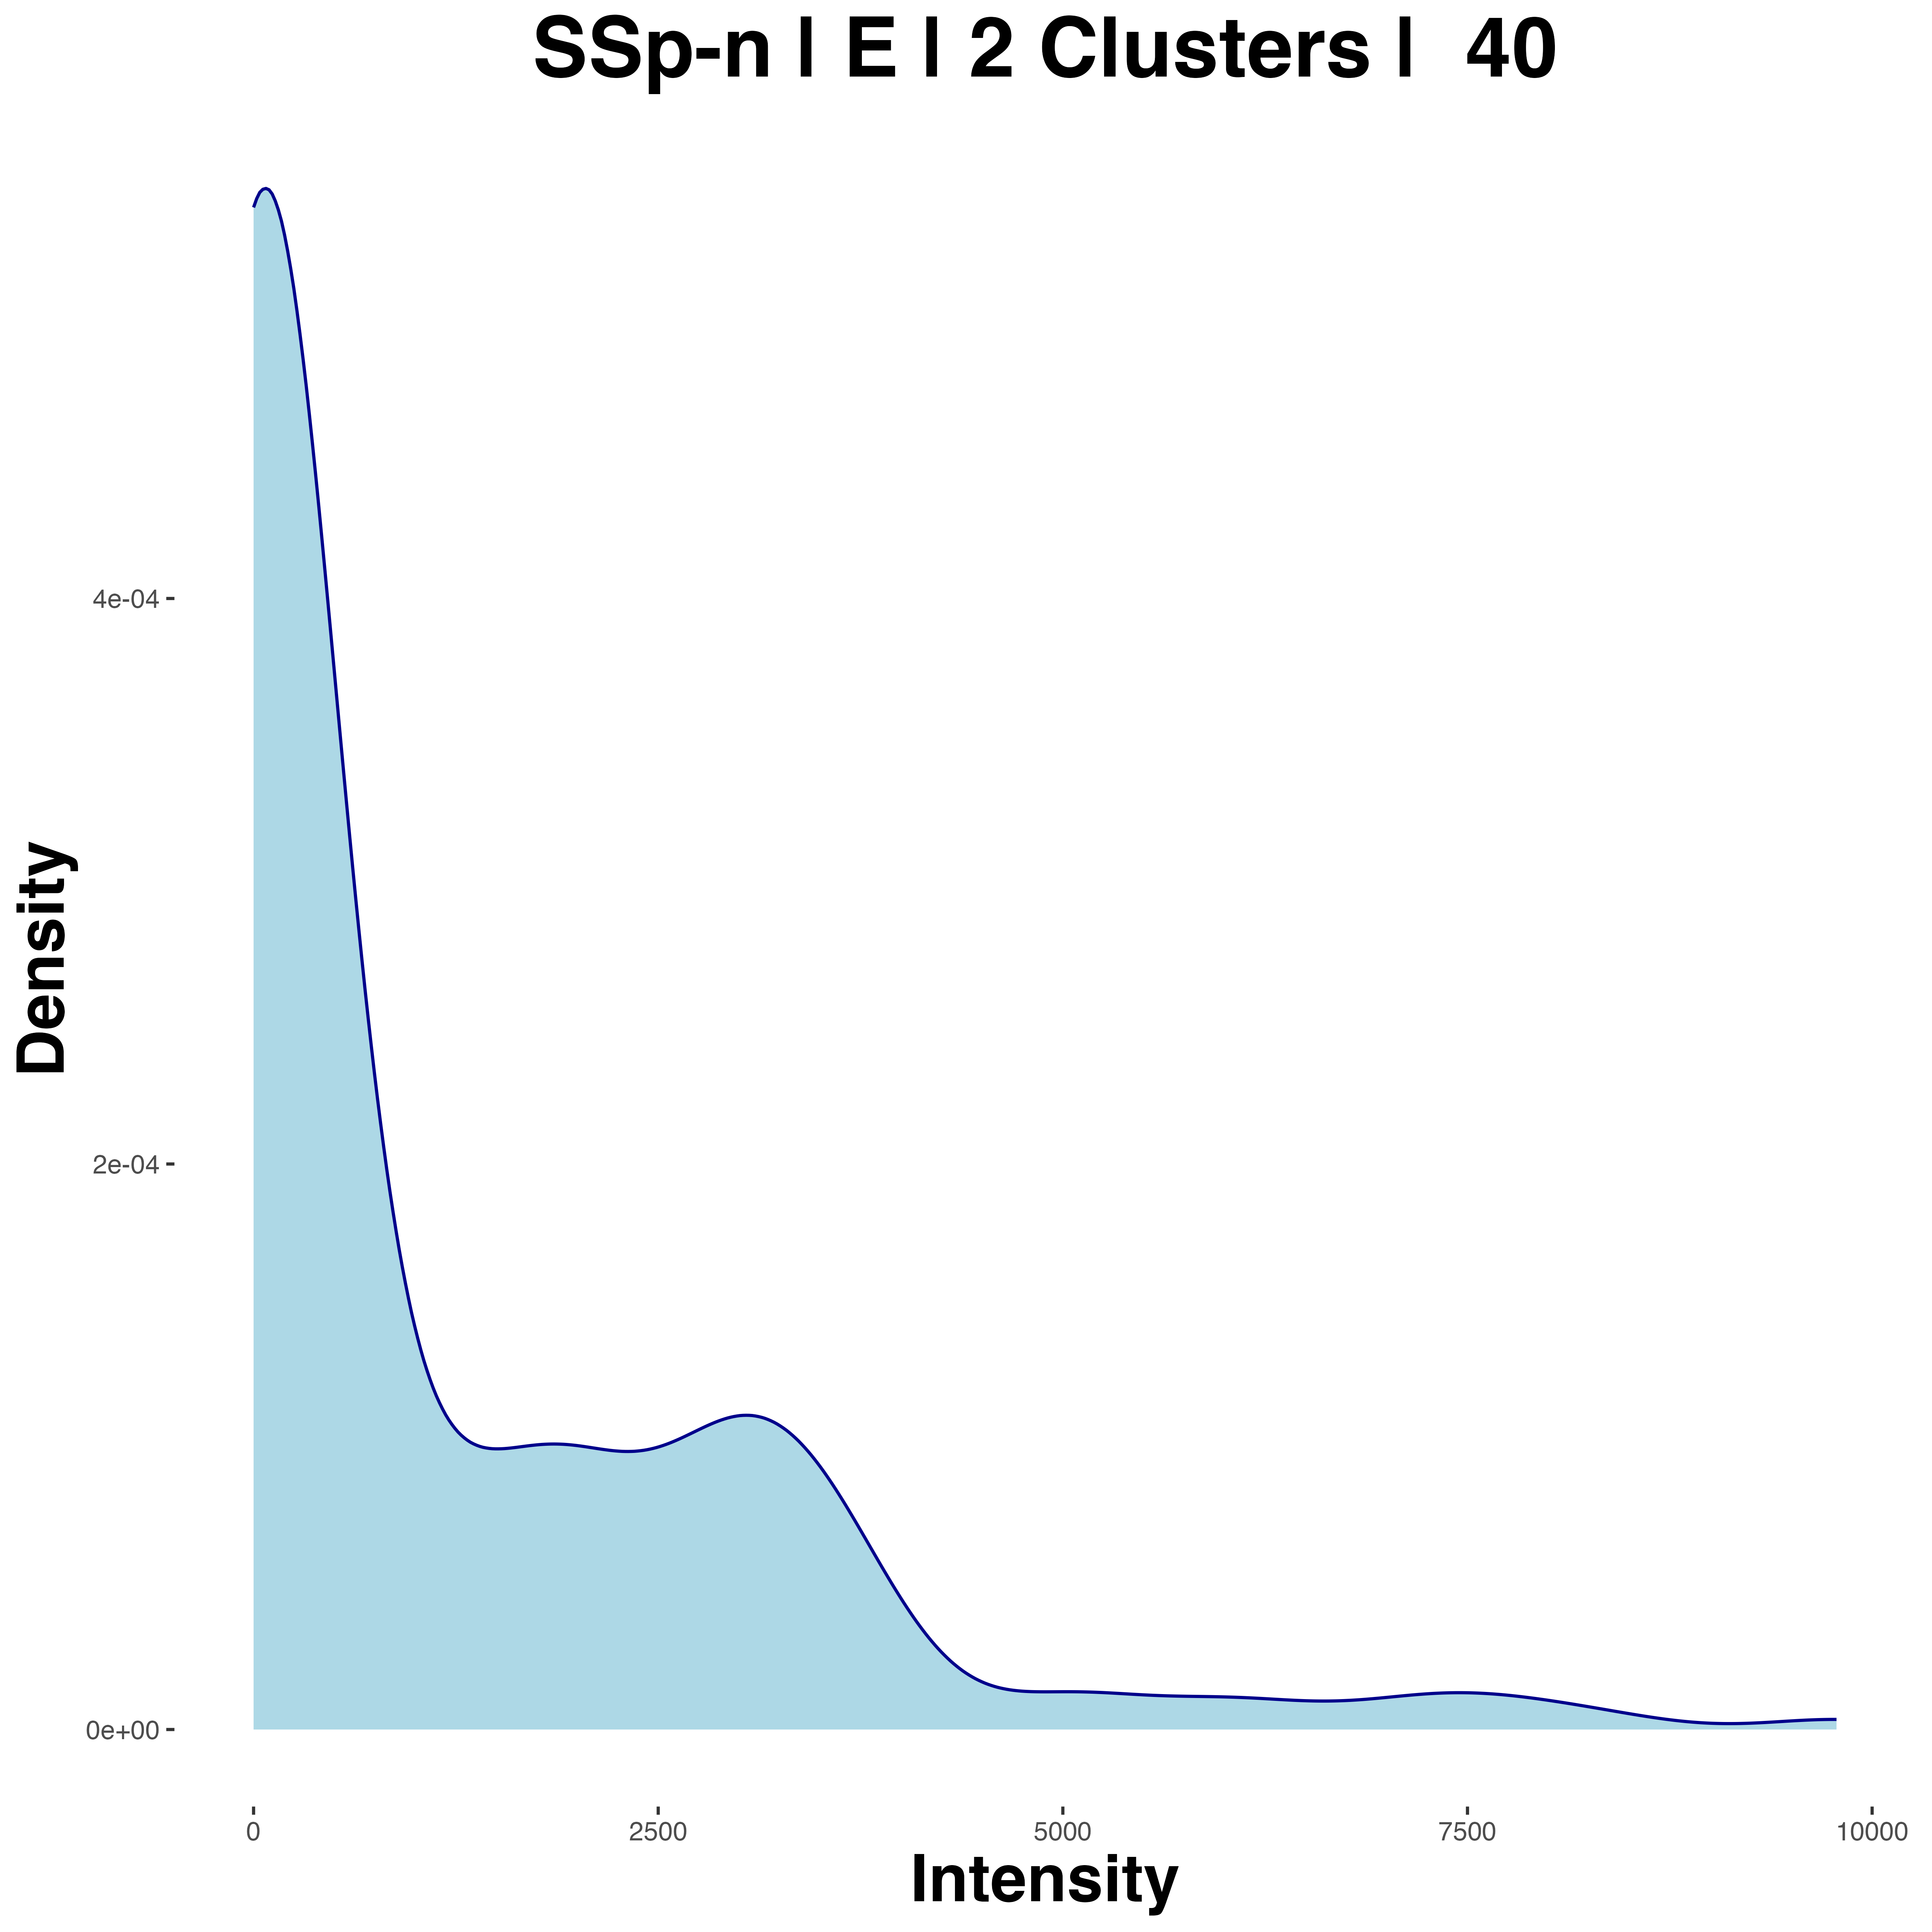 SSp-n | E | 2 Clusters | 40
Density
4e-04
2e-04
0e+00
0 2500 5000 7500 10000
Intensity